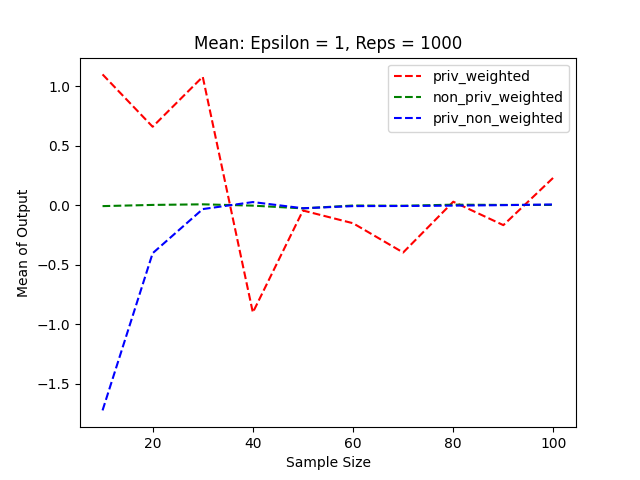 Mean: Epsilon = 1, Reps = 1000
priv_weighted
non_priv_weighted
priv_non_weighted
Mean of Output
1.0
0.5
0.0
−0.5
−1.0
−1.5
20 40 60 80 100
Sample Size